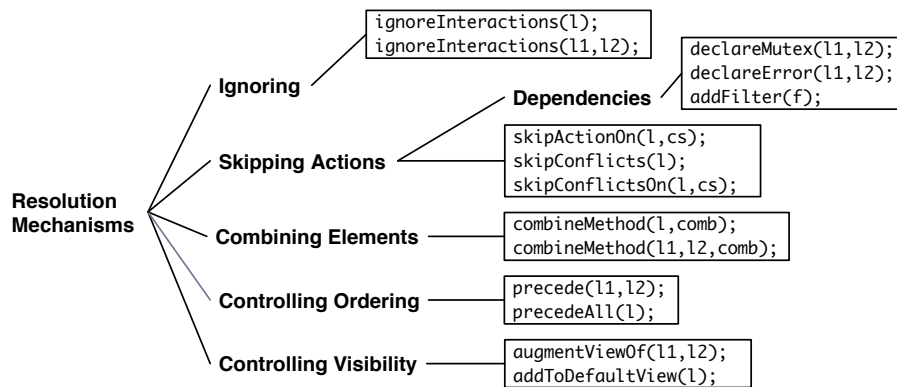 Resolution
Mechanisms
Ignoring
ignoreInteractions(l);
ignoreInteractions(l1,l2);
Skipping Actions
Dependencies
declareMutex(l1,l2);
declareError(l1,l2);
addFilter(f);
skipActionOn(l,cs);
skipConflicts(l);
skipConflictsOn(l,cs);
Combining Elements
combineMethod(l,comb);
combineMethod(l1,l2,comb);
Controlling Ordering
precede(l1,l2);
precedeAll(l);
Controlling Visibility
augmentViewOf(l1,l2);
addToDefaultView(l);